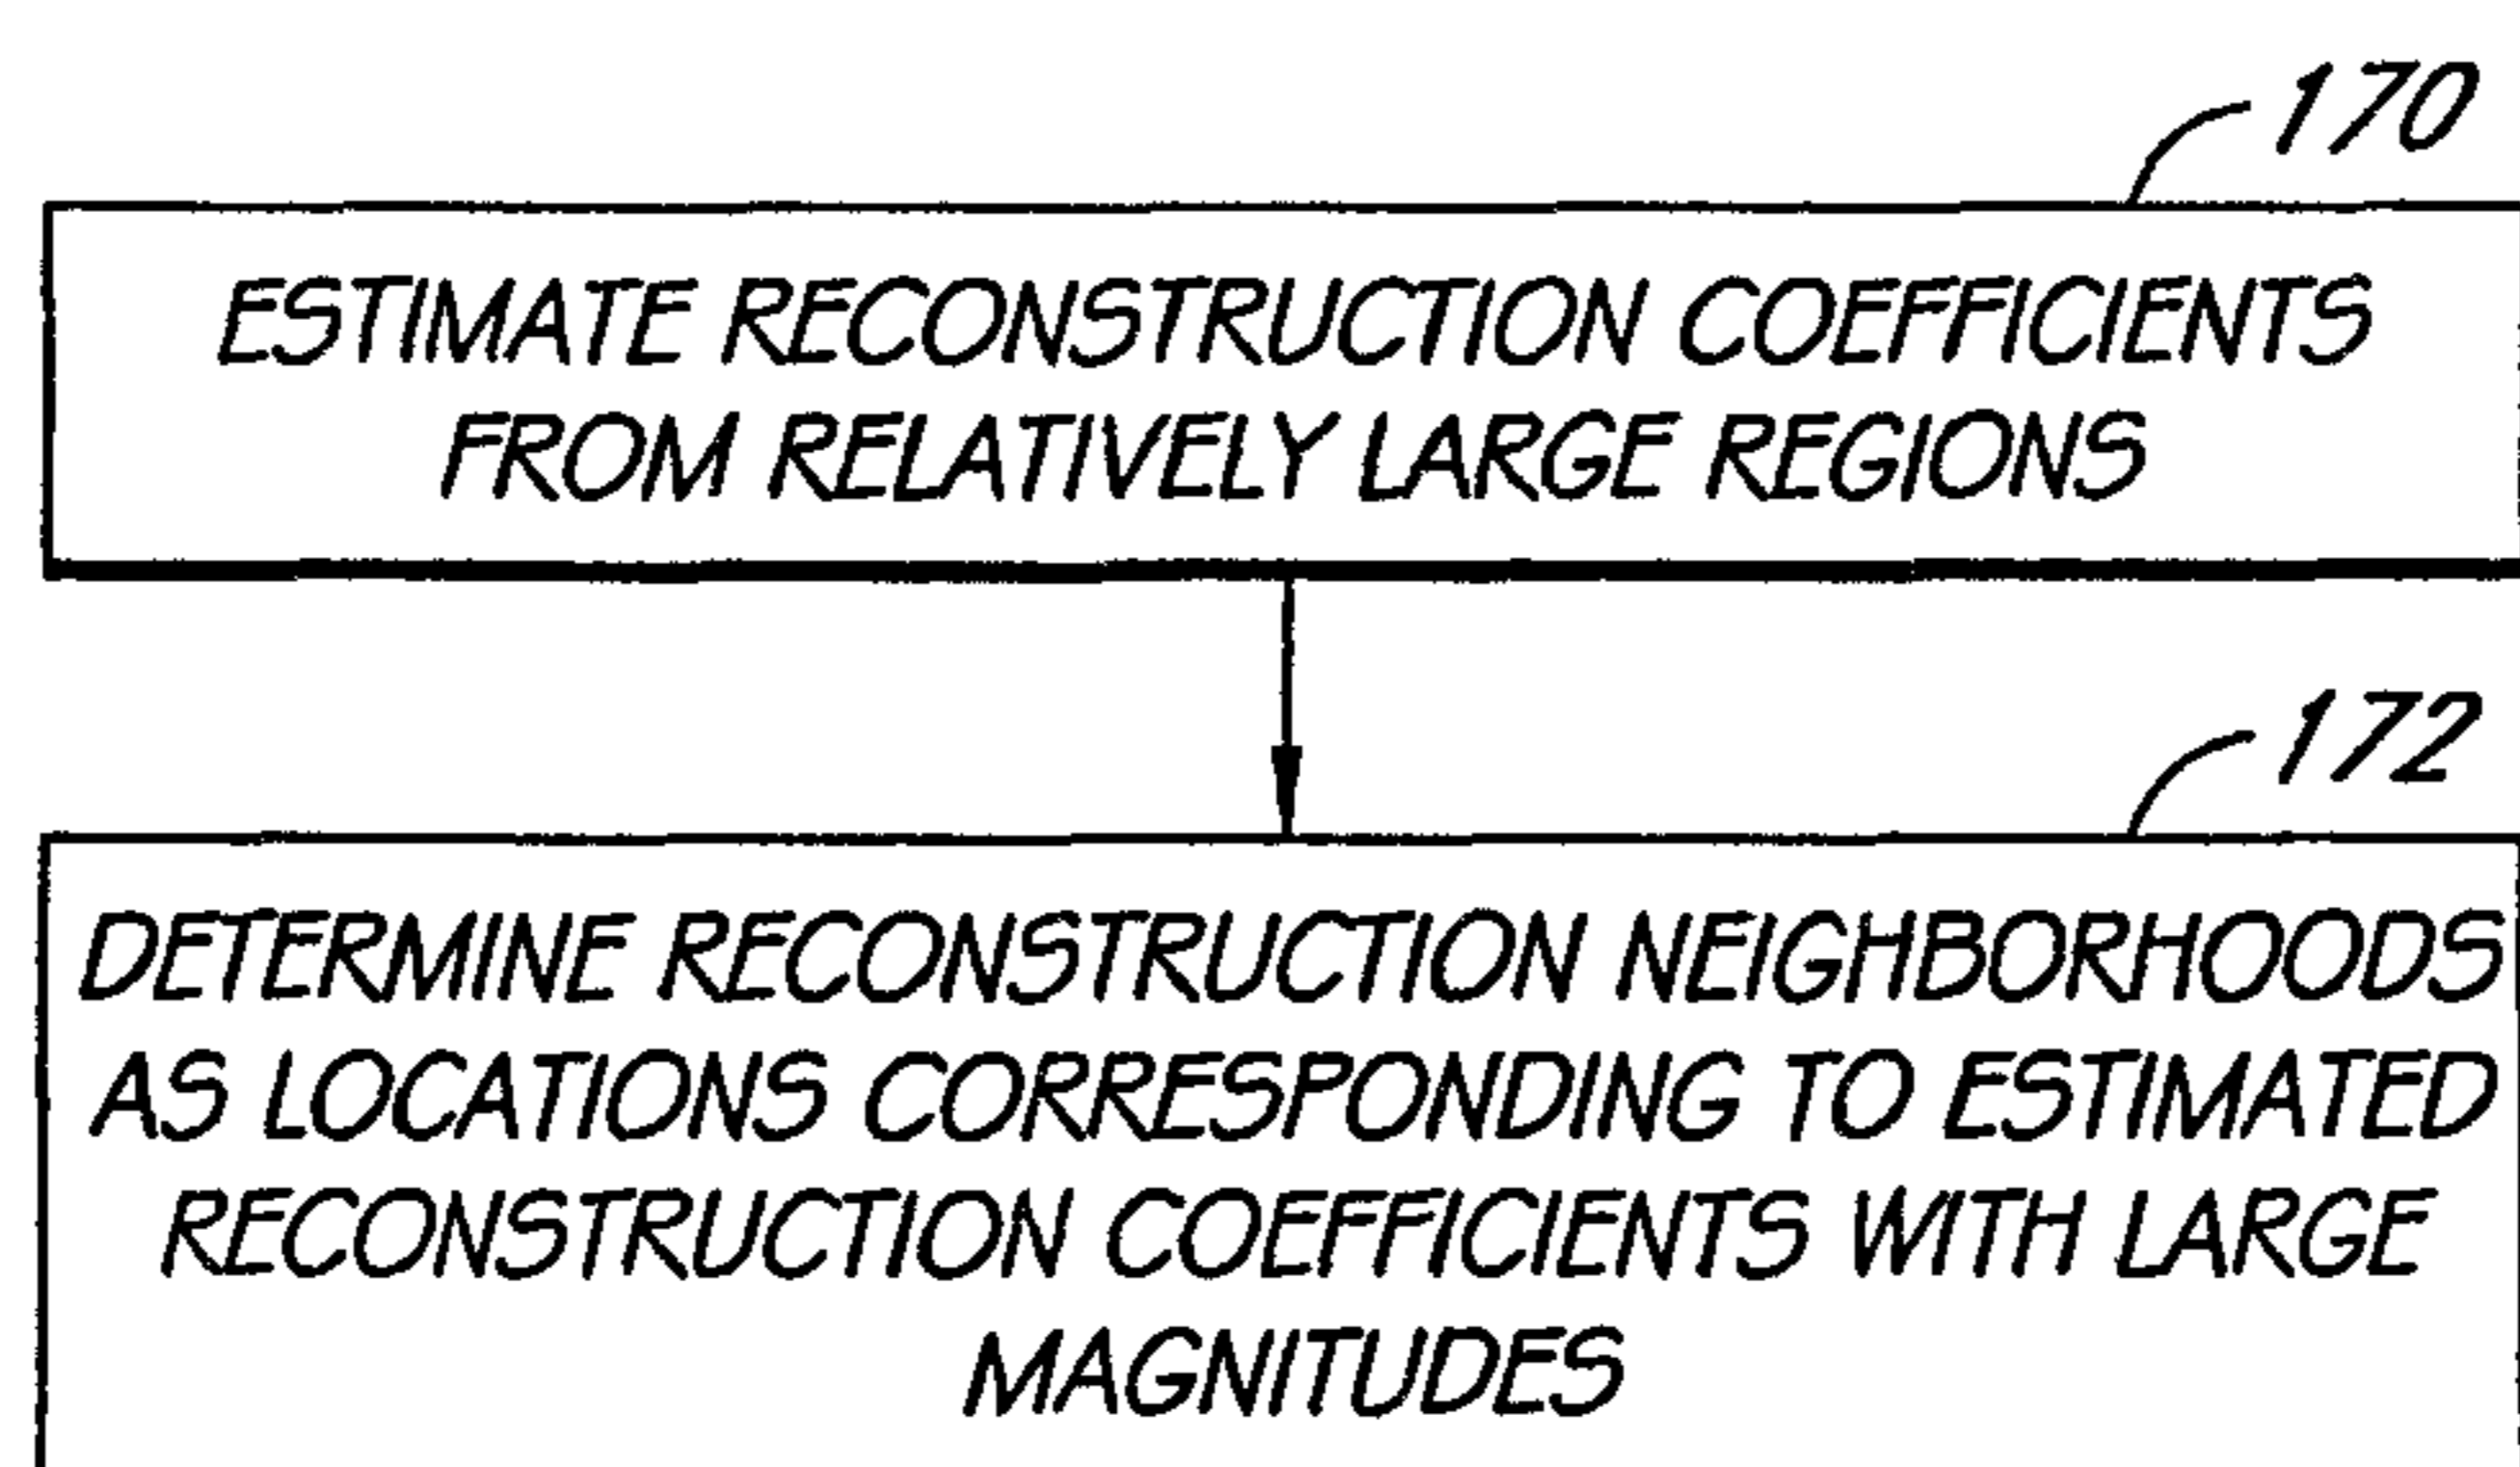 170
ESTIMATE RECONSTRUCTION COEFFICIENTS
FROM RELATIVELY LARGE REGIONS
172
DETERMINE RECONSTRUCTION NEIGHBORHOODS
AS LOCATIONS CORRESPONDING TO ESTIMATED
RECONSTRUCTION COEFFICIENTS WITH LARGE
MAGNITUDES